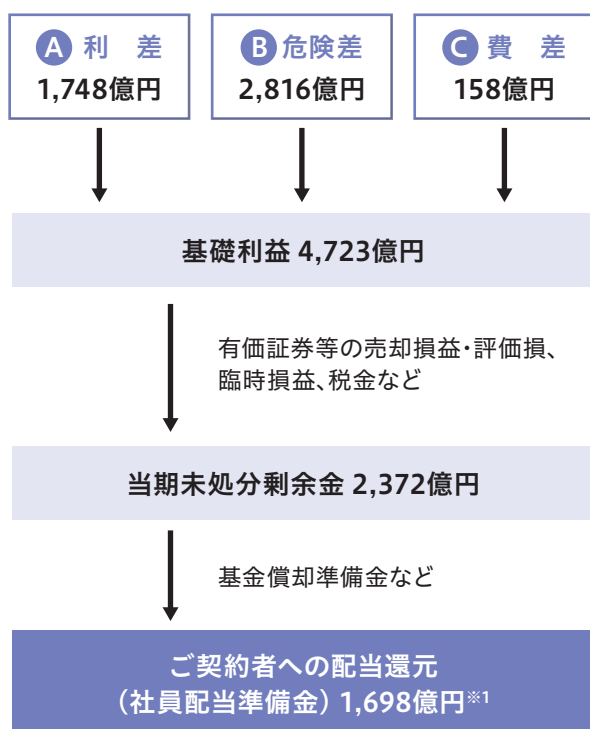 A 利 差
1,748億円
B 危険差
2,816億円
C 費 差
158億円
基礎利益 4,723億円
有価証券等の売却損益・評価損、
臨時損益、税金など
当期未処分剰余金 2,372億円
基金償却準備金など
ご契約者への配当還元
（社員配当準備金）1,698億円※1